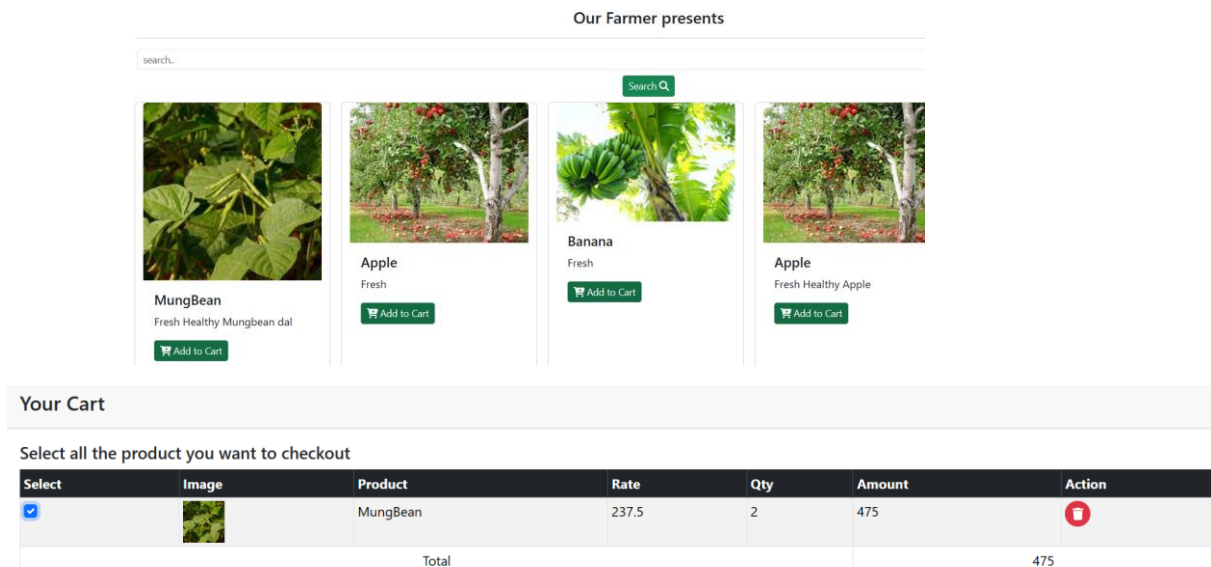 Our Farmer presents
search..
Search
MungBean
Fresh Healthy Mungbean dal
Add to Cart
Apple
Fresh
Add to Cart
Banana
Fresh
Add to Cart
Apple
Fresh Healthy Apple
Add to Cart
Your Cart
Select all the product you want to checkout
Select Image Product Rate Qty Amount Action
MungBean 237.5 2 475
Total 475